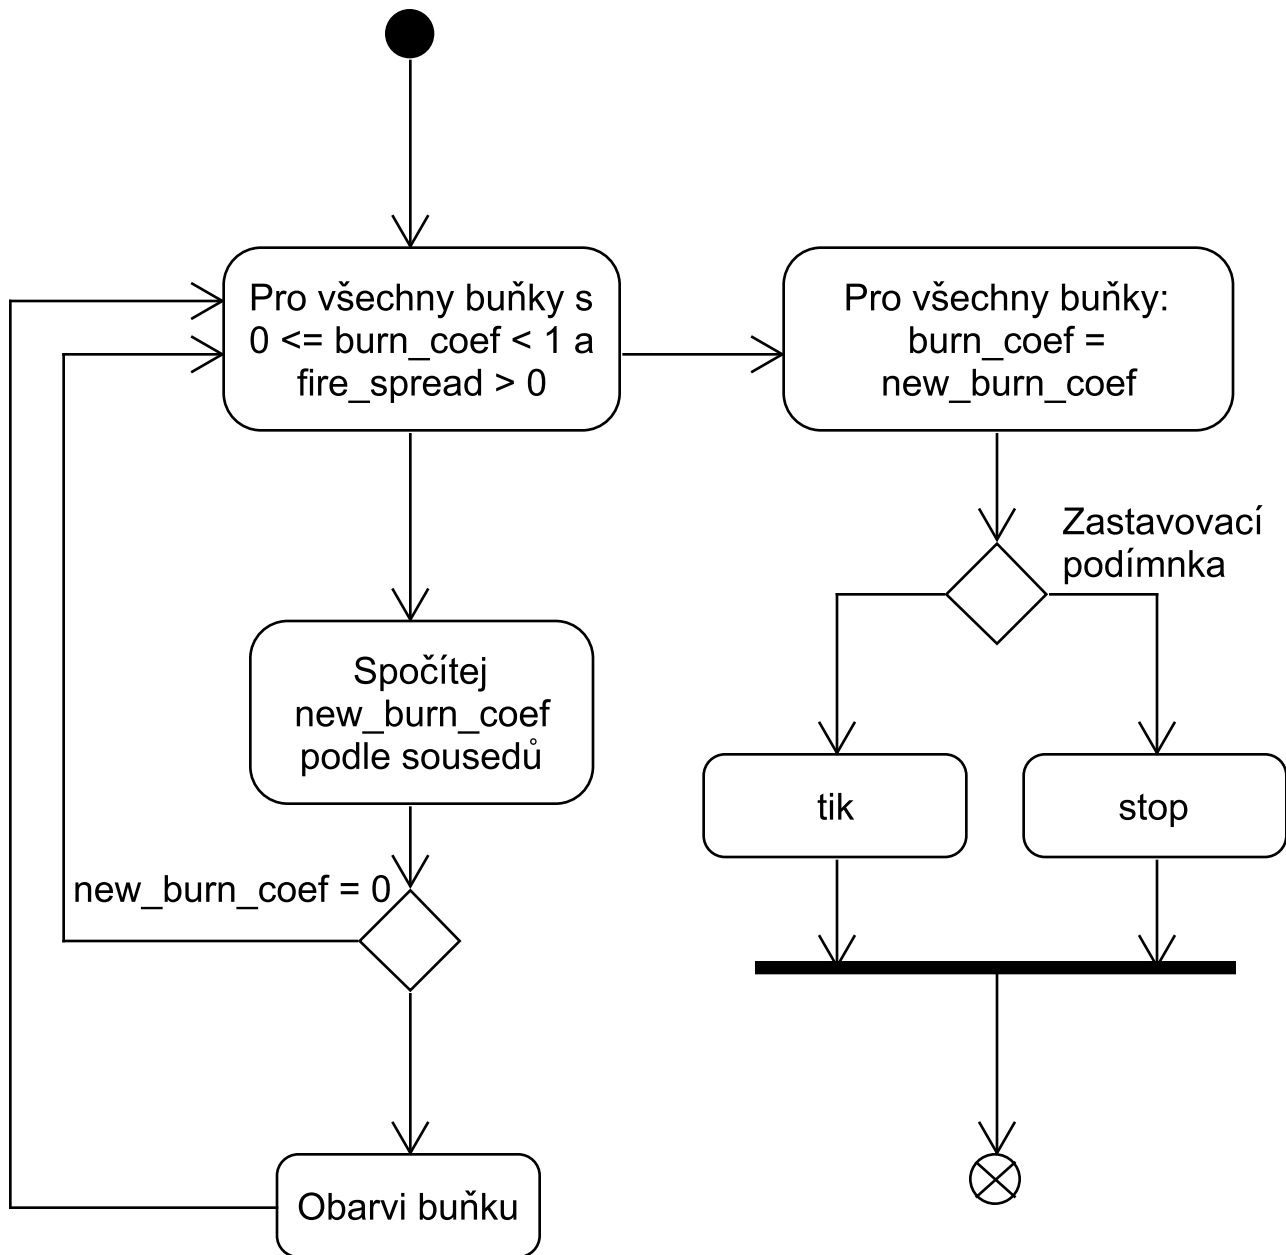 Pro všechny buňky s
0 <= burn_coef < 1 a
fire_spread > 0
Pro všechny buňky:
burn_coef =
new_burn_coef
Zastavovací
podímnka
Spočítej
new_burn_coef
podle sousedů
tik
stop
new_burn_coef = 0
Obarvi buňku